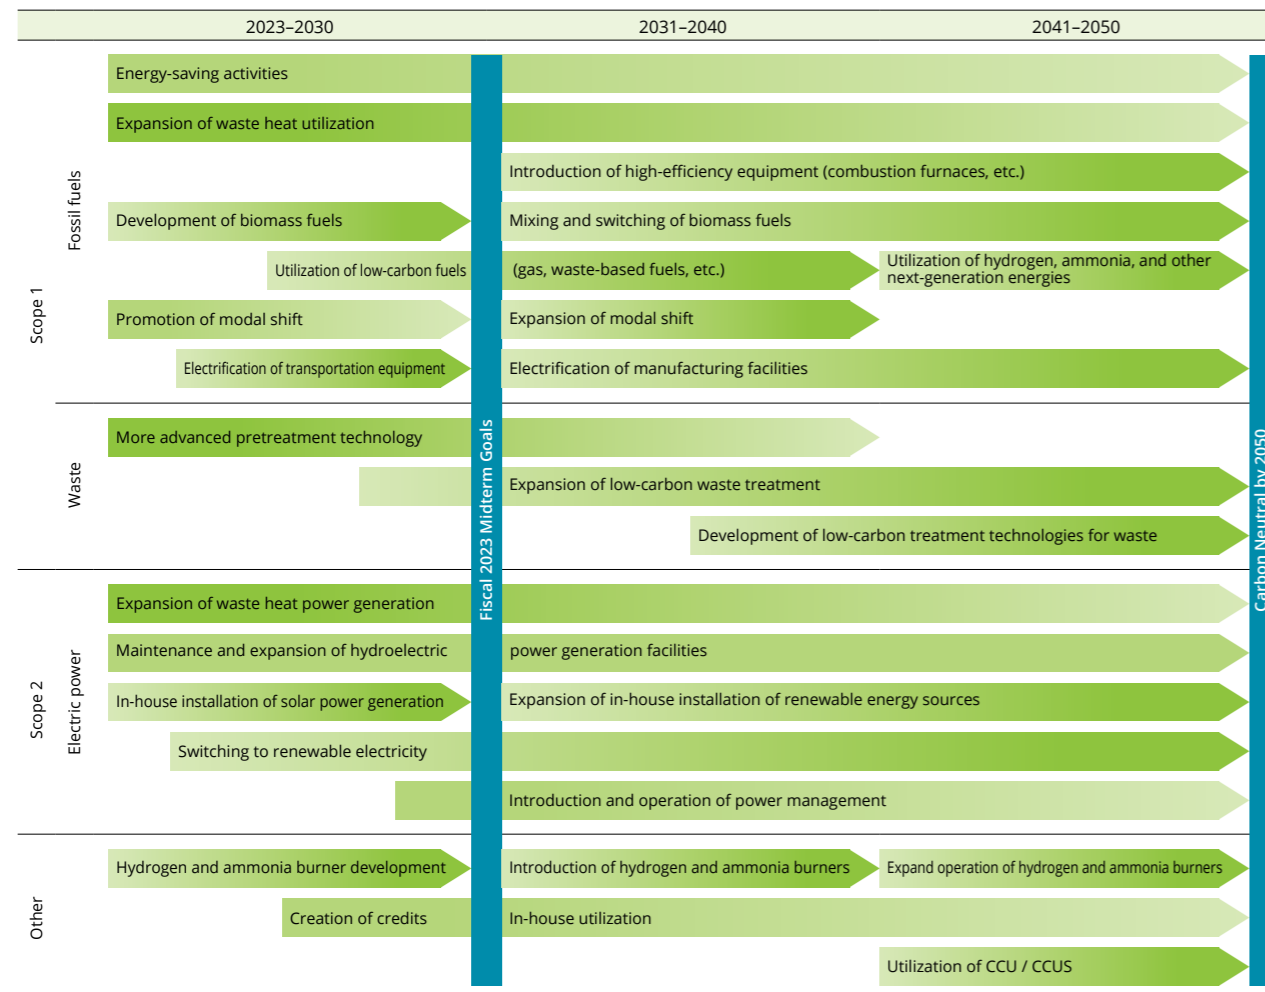 2023–2030
2031–2040
2041–2050
Scope 1
Fossil fuels
Energy-saving activities
Expansion of waste heat utilization
Introduction of high-efficiency equipment (combustion furnaces, etc.)
Development of biomass fuels
Mixing and switching of biomass fuels
Utilization of low-carbon fuels
(gas, waste-based fuels, etc.)
Utilization of hydrogen, ammonia, and other
next-generation energies
Promotion of modal shift
Expansion of modal shift
Electrification of transportation equipment
Electrification of manufacturing facilities
Waste
More advanced pretreatment technology
Expansion of low-carbon waste treatment
Development of low-carbon treatment technologies for waste
Fiscal 2023 Midterm Goals
Carbon Neutral by 2050
Scope 2
Electric power
Expansion of waste heat power generation
Maintenance and expansion of hydroelectric
power generation facilities
In-house installation of solar power generation
Expansion of in-house installation of renewable energy sources
Switching to renewable electricity
Introduction and operation of power management
Other
Hydrogen and ammonia burner development
Introduction of hydrogen and ammonia burners
Expand operation of hydrogen and ammonia burners
Creation of credits
In-house utilization
Utilization of CCU / CCUS